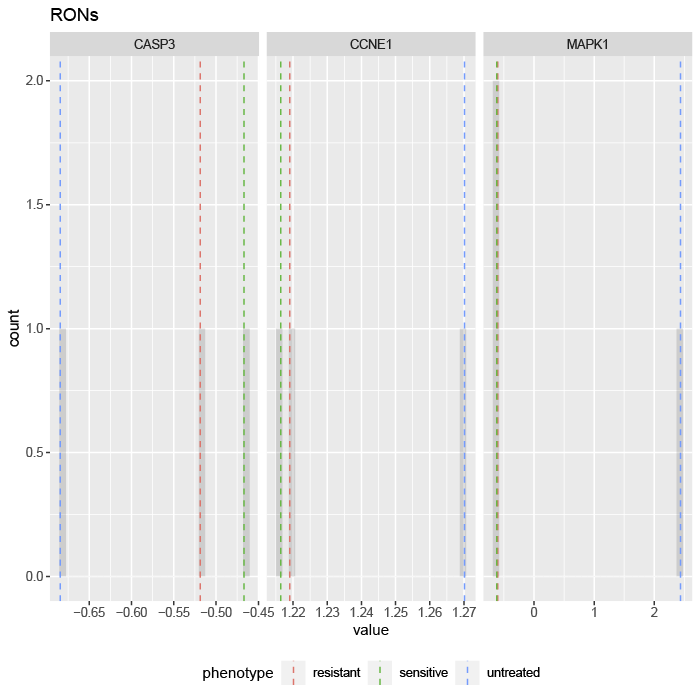 RONs
CASP3 CCNE1 MAPK1
2.0
1.5
1.0
0.5
0.0
count
−0.65 −0.60 −0.55 −0.50 −0.45 1.22 1.23 1.24 1.25 1.26 1.27 0 1 2
value
phenotype resistant sensitive untreated